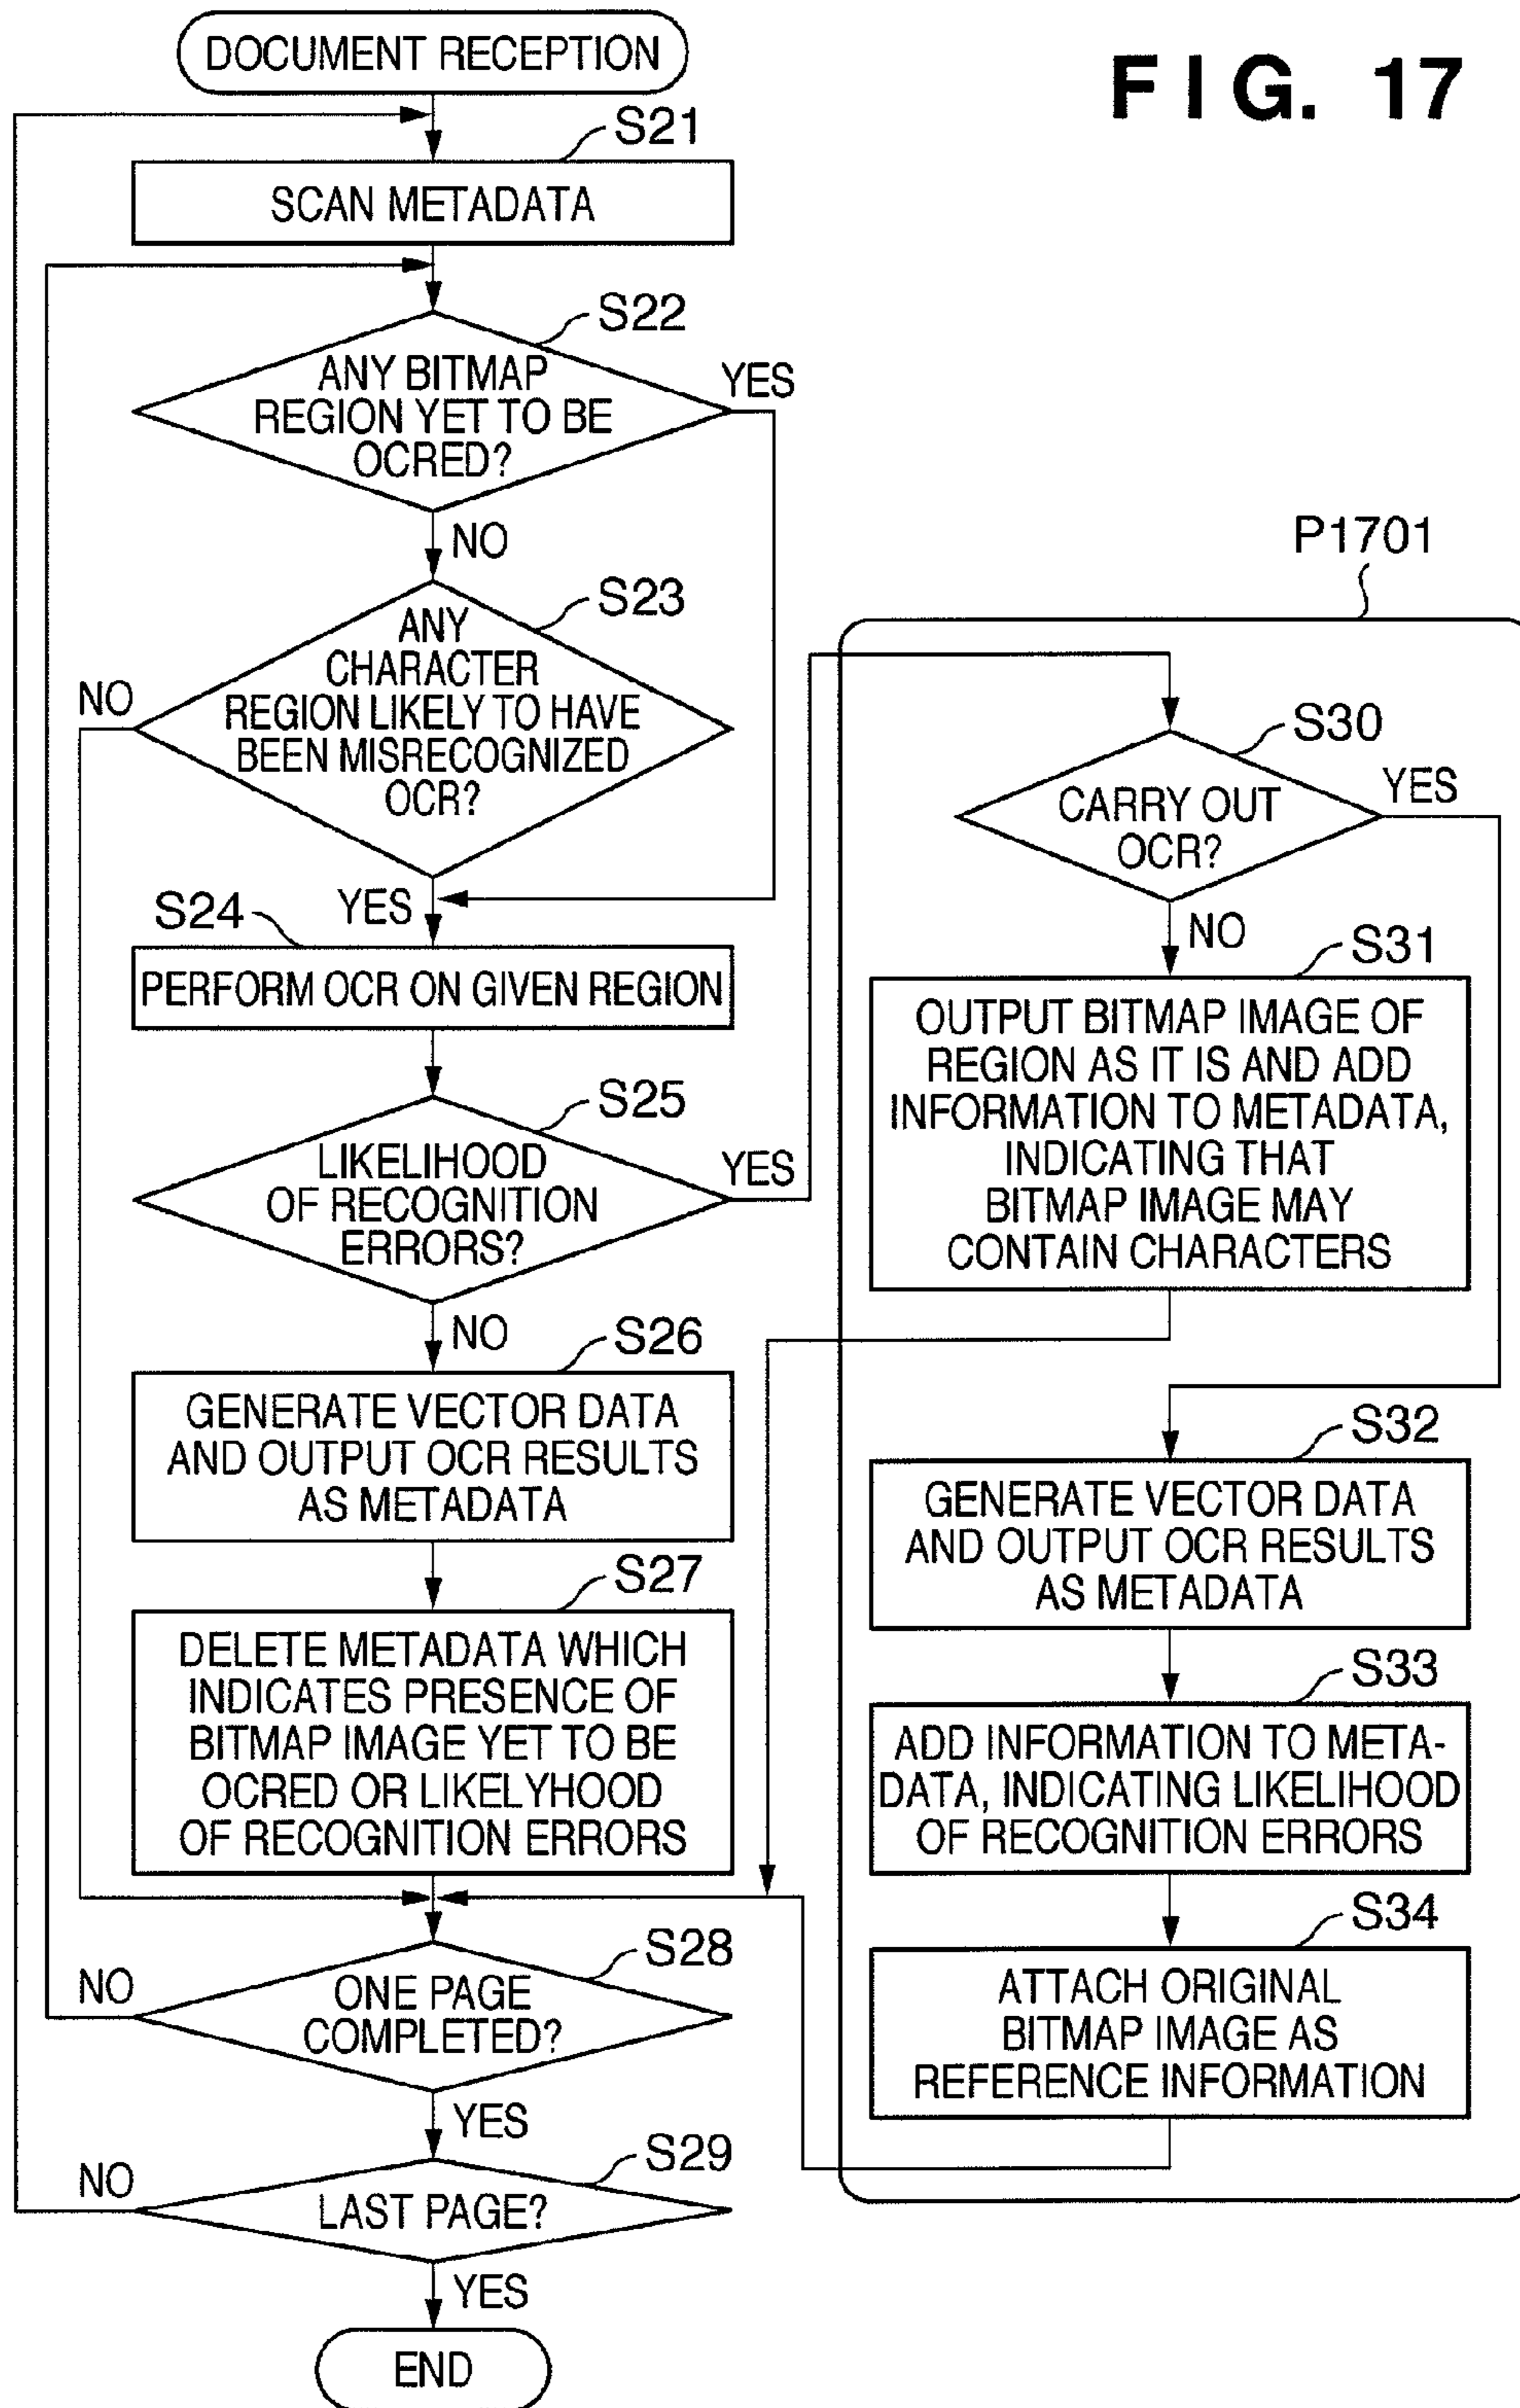 DOCUMENT RECEPTION
FIG. 17
S21
SCAN METADATA
S22
ANY BITMAP
REGION YET TO BE
OCRED?
YES
NO
S23
ANY
CHARACTER
REGION LIKELY TO HAVE
BEEN MISRECOGNIZED
OCR?
NO
YES
S24
PERFORM OCR ON GIVEN REGION
S25
LIKELIHOOD
OF RECOGNITION
ERRORS?
YES
NO
S26
GENERATE VECTOR DATA
AND OUTPUT OCR RESULTS
AS METADATA
S27
DELETE METADATA WHICH
INDICATES PRESENCE OF
BITMAP IMAGE YET TO BE
OCRED OR LIKELYHOOD
OF RECOGNITION ERRORS
S28
ONE PAGE
COMPLETED?
NO
YES
S29
LAST PAGE?
NO
YES
END
P1701
S30
CARRY OUT
OCR?
YES
NO
S31
OUTPUT BITMAP IMAGE OF
REGION AS IT IS AND ADD
INFORMATION TO METADATA,
INDICATING THAT
BITMAP IMAGE MAY
CONTAIN CHARACTERS
S32
GENERATE VECTOR DATA
AND OUTPUT OCR RESULTS
AS METADATA
S33
ADD INFORMATION TO META-
DATA, INDICATING LIKELIHOOD
OF RECOGNITION ERRORS
S34
ATTACH ORIGINAL
BITMAP IMAGE AS
REFERENCE INFORMATION